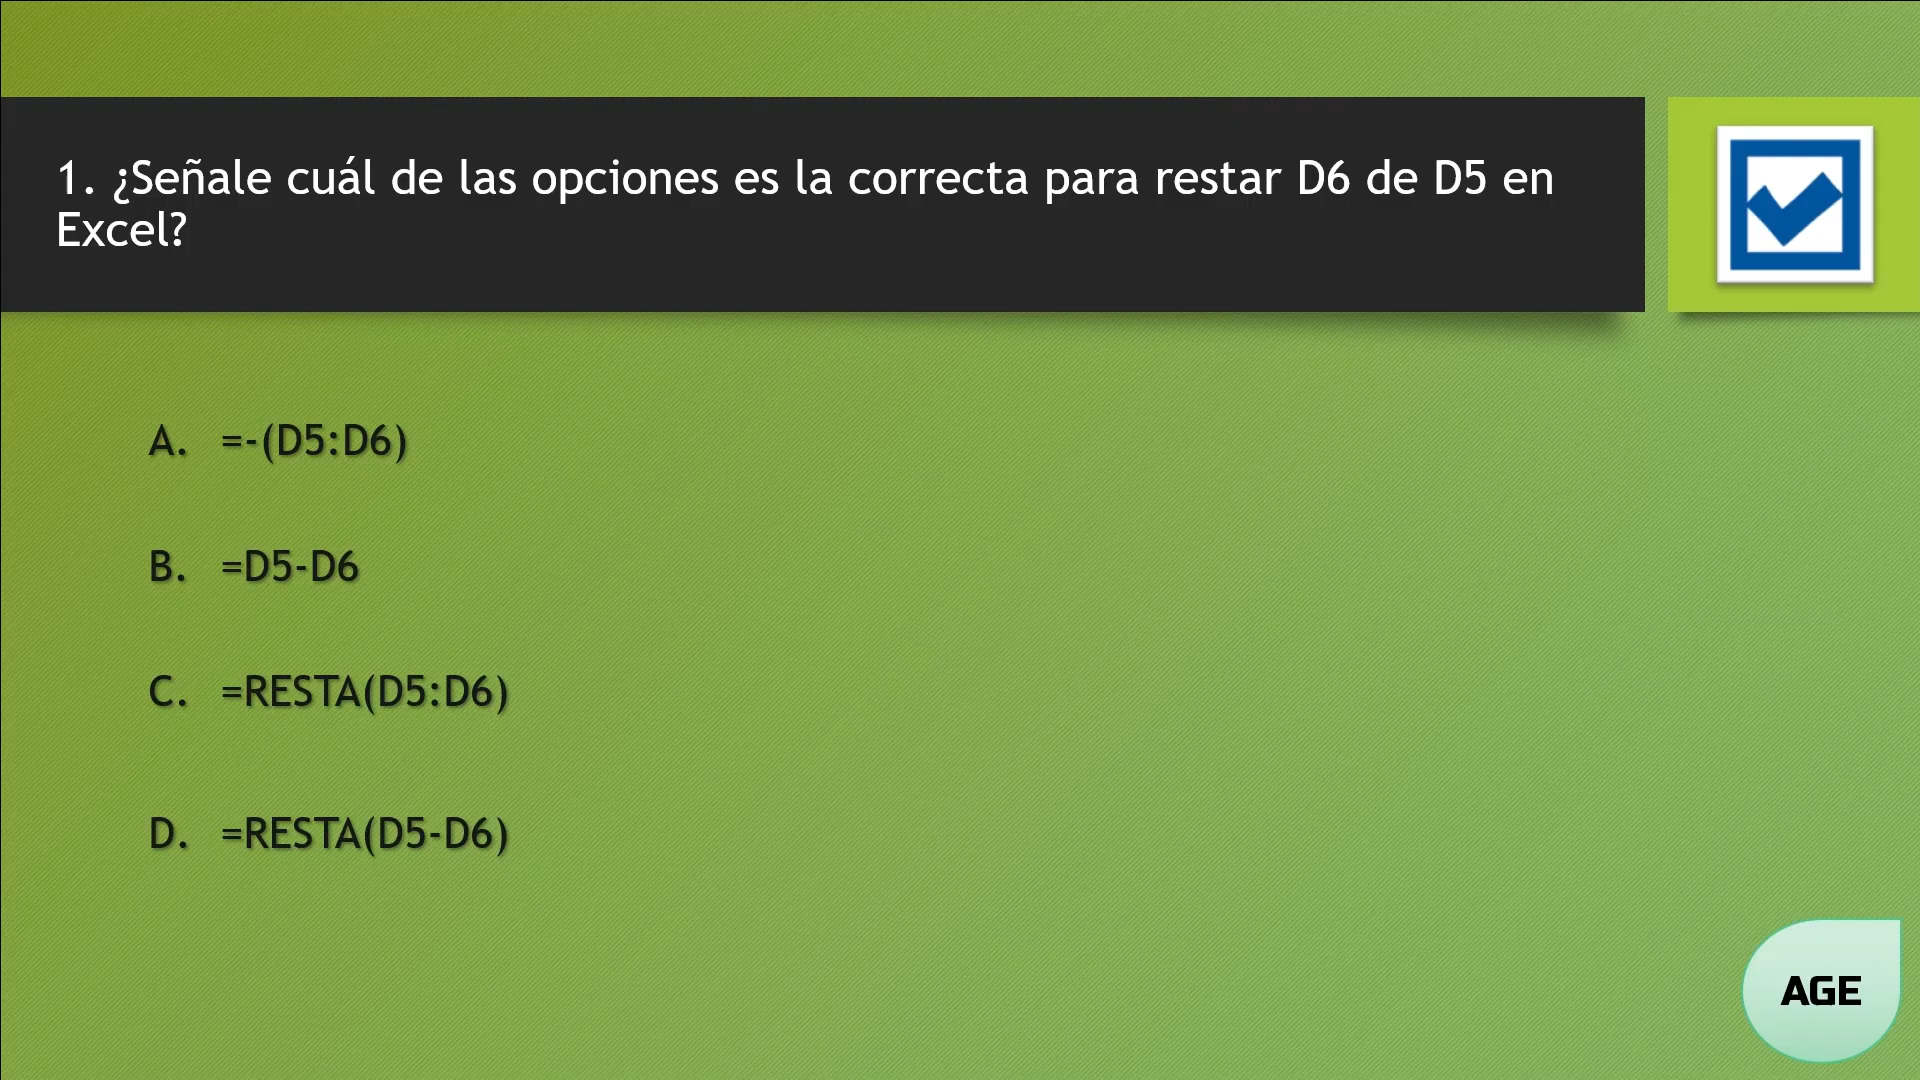 1. ¿Señale cuál de las opciones es la correcta para restar D6 de D5 en
Excel?
A. =-(D5:D6)
B. =D5-D6
C. =RESTA(D5:D6)
D. =RESTA(D5-D6)
AGE